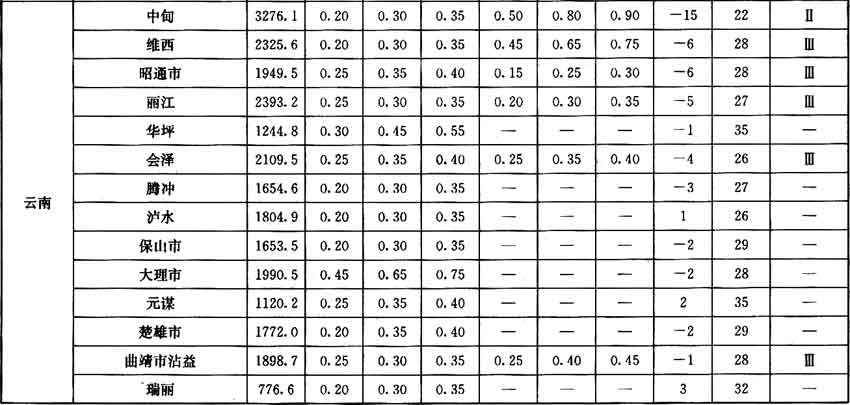 云南
中甸 3276.1 0.20 0.30 0.35 0.50 0.80 0.90 −15 22 Ⅱ
维西 2325.6 0.20 0.30 0.35 0.45 0.65 0.75 −6 28 Ⅲ
昭通市 1949.5 0.25 0.35 0.40 0.15 0.25 0.30 −6 28 Ⅲ
丽江 2393.2 0.25 0.30 0.35 0.20 0.30 0.35 −5 27 Ⅲ
华坪 1244.8 0.30 0.45 0.55 — — — −1 35 —
会泽 2109.5 0.25 0.35 0.40 0.25 0.35 0.40 −4 26 Ⅲ
腾冲 1654.6 0.20 0.30 0.35 — — — −3 27 —
泸水 1804.9 0.20 0.30 0.35 — — — 1 26 —
保山市 1653.5 0.20 0.30 0.35 — — — −2 29 —
大理市 1990.5 0.45 0.65 0.75 — — — −2 28 —
元谋 1120.2 0.25 0.35 0.40 — — — 2 35 —
楚雄市 1772.0 0.20 0.35 0.40 — — — −2 29 —
曲靖市沾益 1898.7 0.25 0.30 0.35 0.25 0.40 0.45 −1 28 Ⅲ
瑞丽 776.6 0.20 0.30 0.35 — — — 3 32 —